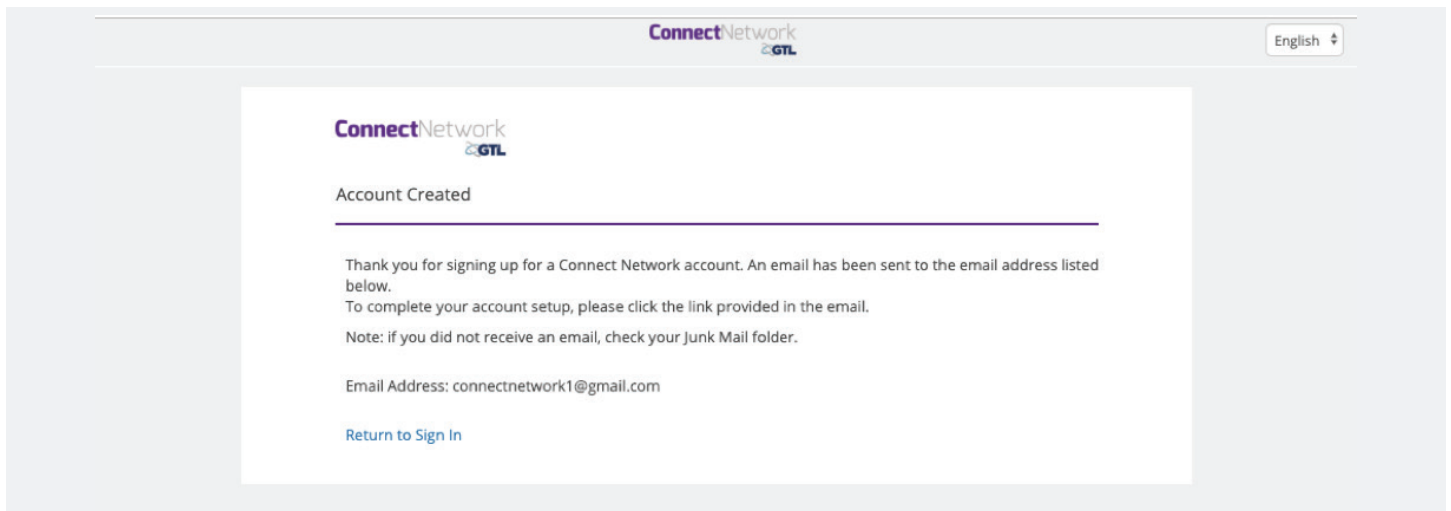 ConnectNetwork
GTL
English
ConnectNetwork
GTL
Account Created
Thank you for signing up for a Connect Network account. An email has been sent to the email address listed
below.
To complete your account setup, please click the link provided in the email.
Note: if you did not receive an email, check your Junk Mail folder.
Email Address: connectnetwork1@gmail.com
Return to Sign In